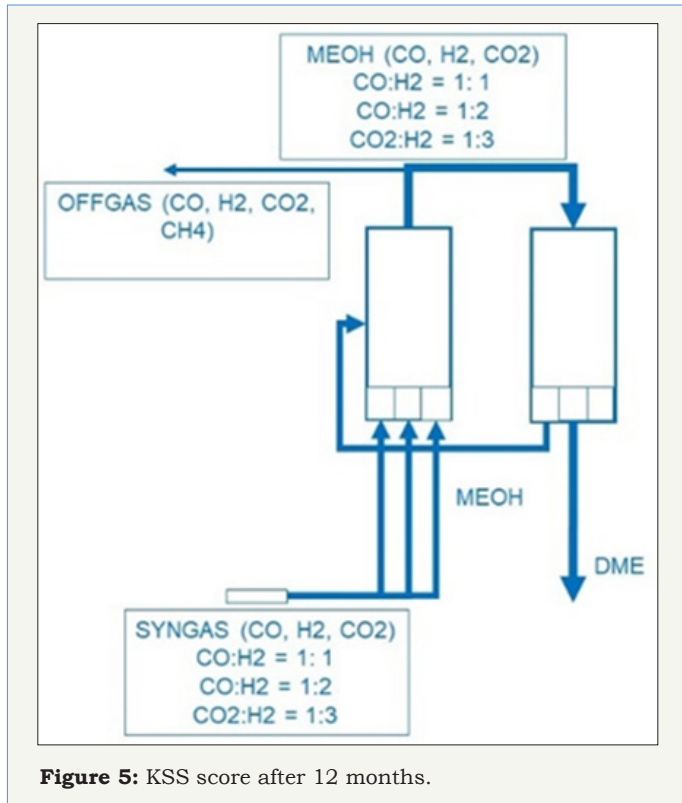 MEOH (CO, H2, CO2)
CO:H2 = 1: 1
CO:H2 = 1:2
CO2:H2 = 1:3
OFFGAS (CO, H2, CO2,
CH4)
MEOH
DME
SYNGAS (CO, H2, CO2)
CO:H2 = 1: 1
CO:H2 = 1:2
CO2:H2 = 1:3
Figure 5: KSS score after 12 months.